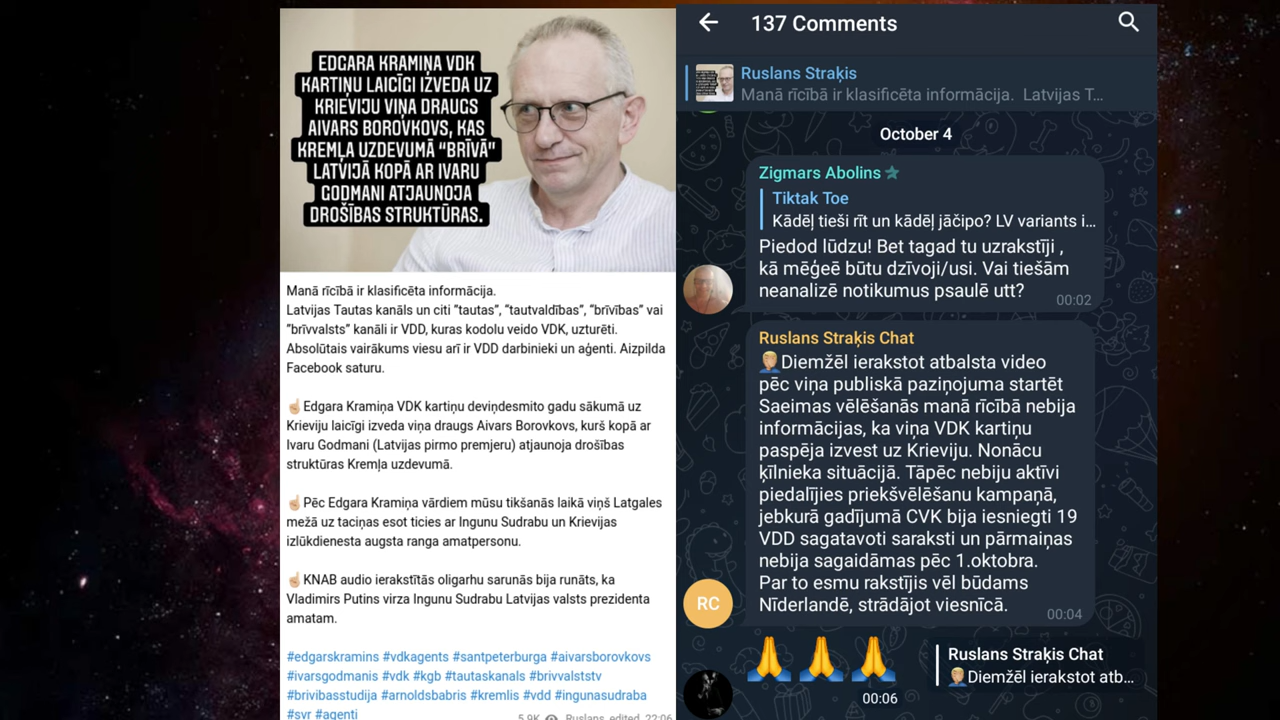 EDGARA KRAMIŅA VDK
KARTIŅU LAICĪGI IZVEDA UZ
KRIEVIJU VIŅA DRAUGS
AIVARS BOROVKOVS, KAS
KREMĻA UZDEVUMĀ "BRĪVĀ"
LATVIJĀ KOPĀ AR IVARU
GODMANI ATJAUNOJA
DROŠĪBAS STRUKTŪRAS.
Manā rīcībā ir klasificēta informācija.
Latvijas Tautas kanāls un citi "tautas", "tautvaldības", "brīvības" vai
"brīvvalsts" kanāli ir VDD, kuras kodolu veido VDK, uzturēti.
Absolūtais vairākums viesu arī ir VDD darbinieki un aģenti. Aizpilda
Facebook saturu.
☝🏼Edgara Kramiņa VDK kartiņu deviņdesmito gadu sākumā uz
Krieviju laicīgi izveda viņa draugs Aivars Borovkovs, kurš kopā ar
Ivaru Godmani (Latvijas pirmo premjeru) atjaunoja drošības
struktūras Kremļa uzdevumā.
☝🏼Pēc Edgara Kramiņa vārdiem mūsu tikšanās laikā viņš Latgales
mežā uz taciņas esot ticies ar Ingunu Sudrabu un Krievijas
izlūkdienesta augsta ranga amatpersonu.
☝🏼KNAB audio ierakstītās oligarhu sarunās bija runāts, ka
Vladimirs Putins virza Ingunu Sudrabu Latvijas valsts prezidenta
amatam.
#edgarskramins #vdkagents #santpeterburga #aivarsborovkovs
#ivarsgodmanis #vdk #kgb #tautaskanals #brivvalststv
#brivibasstudija #arnoldsbabris #kremlis #vdd #ingunasudraba
#svr #agenti
5.9K Ruslans, edited 22:06
137 Comments
Ruslans Straķis
Manā rīcībā ir klasificēta informācija. Latvijas T...
October 4
Zigmars Abolins
Tiktak Toe
Kādēļ tieši rīt un kādēļ jāčipo? LV variants i...
Piedod lūdzu! Bet tagad tu uzrakstīji ,
kā mēģeē būtu dzīvoji/usi. Vai tiešām
neanalizē notikumus psaulē utt?
00:02
Ruslans Straķis Chat
🤦🏼‍♂️Diemžēl ierakstot atbalsta video
pēc viņa publiskā paziņojuma startēt
Saeimas vēlēšanās manā rīcībā nebija
informācijas, ka viņa VDK kartiņu
paspēja izvest uz Krieviju. Nonācu
ķīlnieka situācijā. Tāpēc nebiju aktīvi
piedalījies priekšvēlēšanu kampaņā,
jebkurā gadījumā CVK bija iesniegti 19
VDD sagatavoti saraksti un pārmaiņas
nebija sagaidāmas pēc 1.oktobra.
Par to esmu rakstījis vēl būdams
Nīderlandē, strādājot viesnīcā.
00:04
RC
🙏🙏🙏
00:06
Ruslans Straķis Chat
🤦🏼‍♂️Diemžēl ierakstot atb...